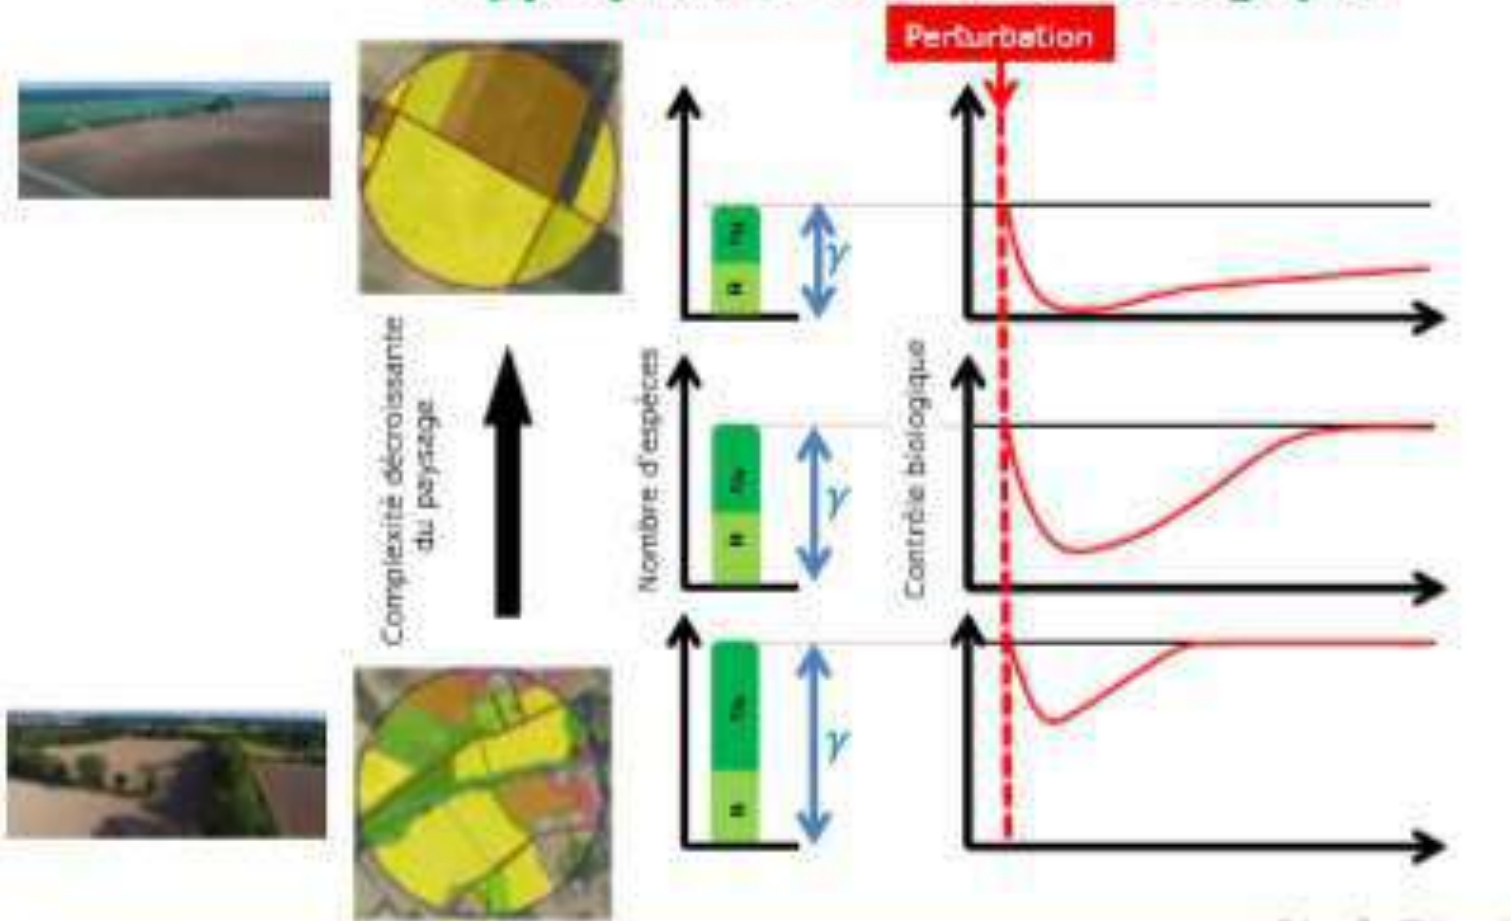 Perturbation
γ
Complexité décroissante
du paysage
Nombre d'espèces
γ
Contrôle biologique
γ